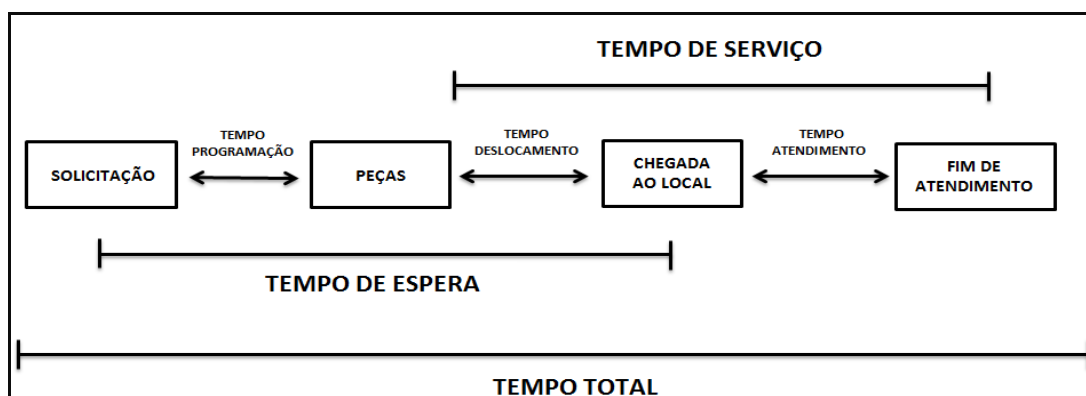 TEMPO DE SERVIÇO
TEMPO
PROGRAMAÇÃO
TEMPO
DESLOCAMENTO
TEMPO
ATENDIMENTO
SOLICITAÇÃO
PEÇAS
CHEGADA
AO LOCAL
FIM DE
ATENDIMENTO
TEMPO DE ESPERA
TEMPO TOTAL